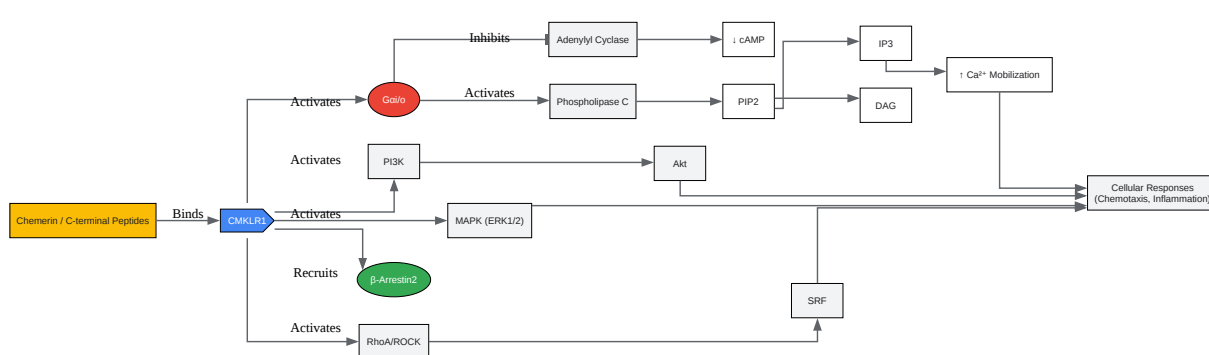 Inhibits
Adenylyl Cyclase
↓ cAMP
IP3
↑ Ca²⁺ Mobilization
Activates
Gαi/o
Activates
Phospholipase C
PIP2
DAG
Activates
PI3K
Akt
Cellular Responses
(Chemotaxis, Inflammation)
Chemerin / C-terminal Peptides
Binds
CMKLR1
Activates
MAPK (ERK1/2)
Recruits
β-Arrestin2
SRF
Activates
RhoA/ROCK